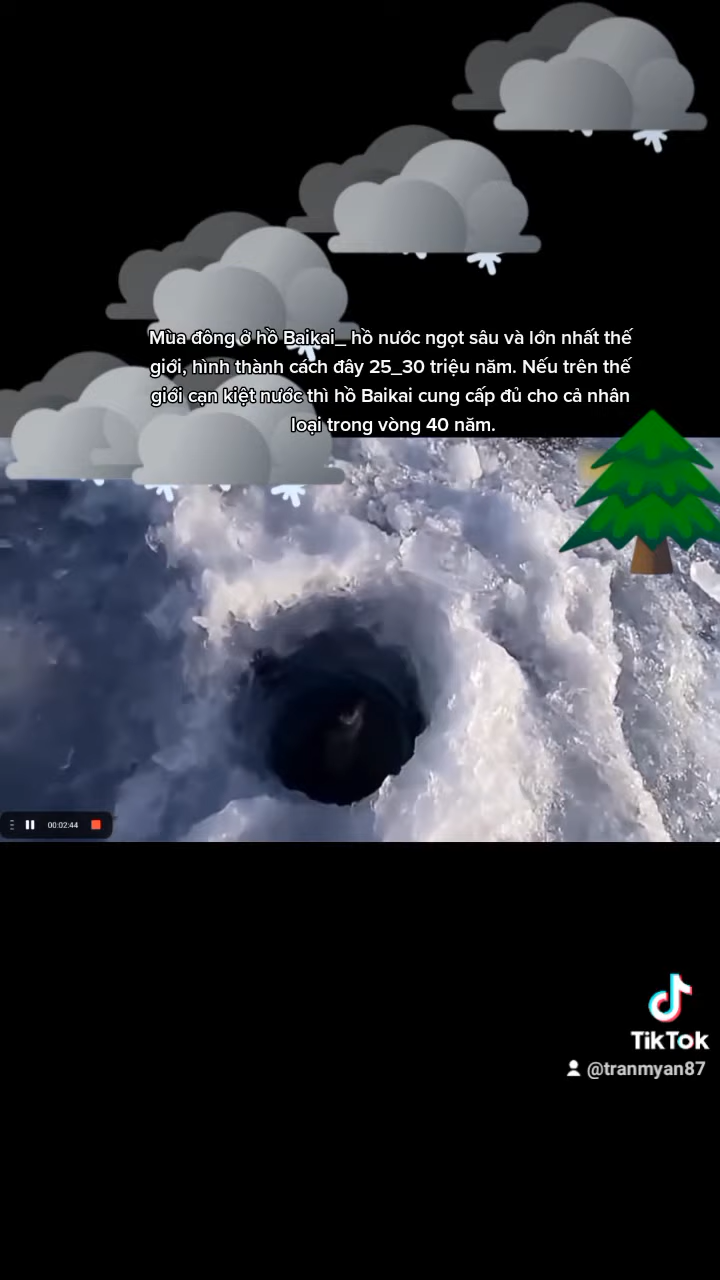 Mùa đông ở hồ Baikai_ hồ nước ngọt sâu và lớn nhất thế
giới, hình thành cách đây 25_30 triệu năm. Nếu trên thế
giới cạn kiệt nước thì hồ Baikai cung cấp đủ cho cả nhân
loại trong vòng 40 năm.
00:02:44
TikTok
@tranmyan87